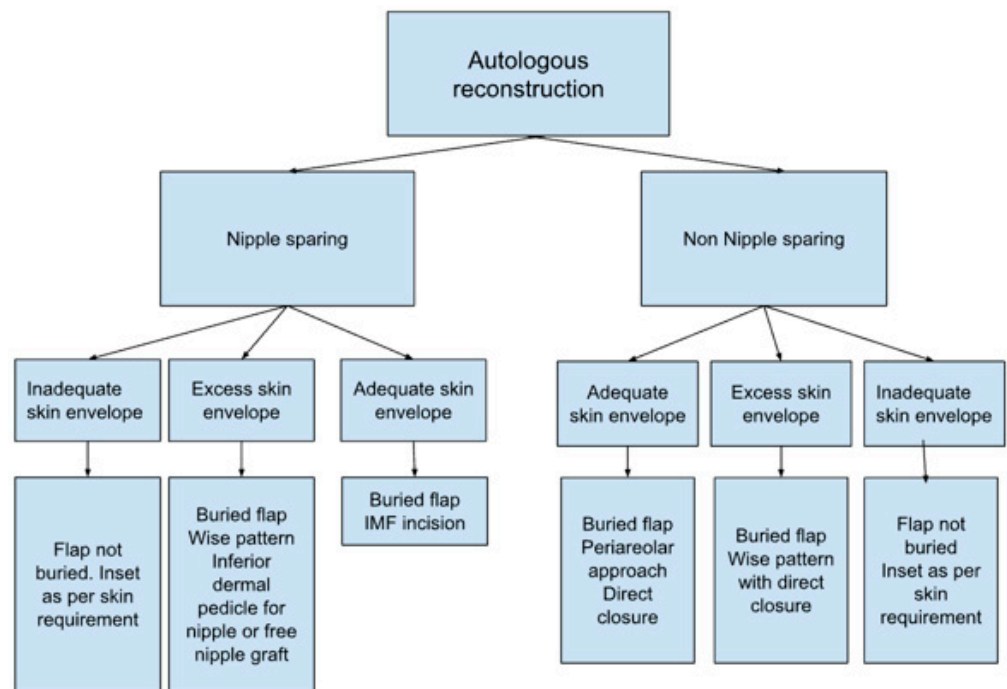 Autologous
reconstruction
Nipple sparing
Non Nipple sparing
Inadequate
skin envelope
Excess skin
envelope
Adequate skin
envelope
Adequate
skin envelope
Excess skin
envelope
Inadequate
skin envelope
Flap not
buried. Inset
as per skin
requirement
Buried flap
Wise pattern
Inferior
dermal
pedicle for
nipple or free
nipple graft
Buried flap
IMF incision
Buried flap
Periareolar
approach
Direct
closure
Buried flap
Wise pattern
with direct
closure
Flap not
buried
Inset as per
skin
requirement